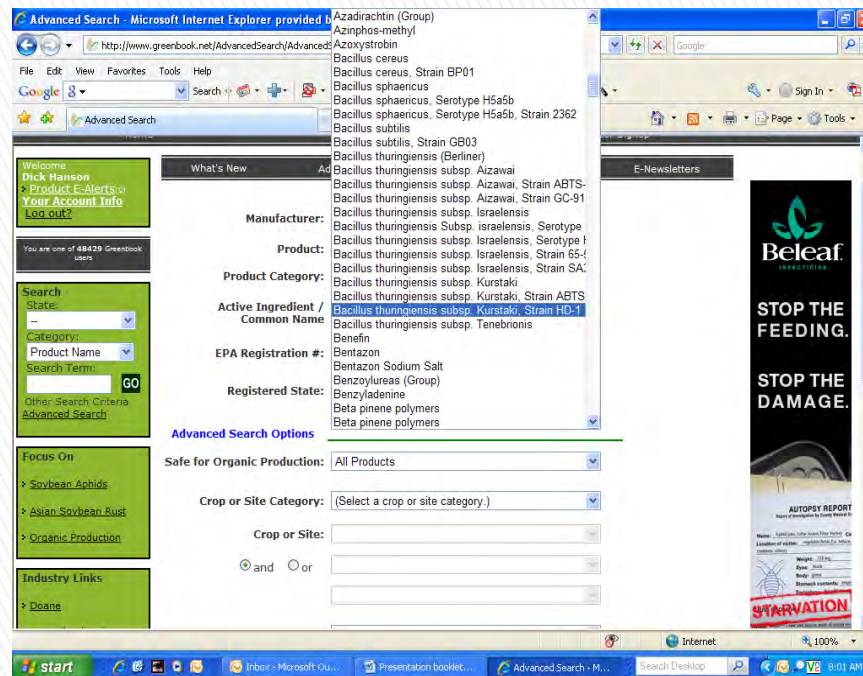 Advanced Search - Microsoft Internet Explorer provided b
http://www.greenbook.net/AdvancedSearch/Advanced
Google
File Edit View Favorites Tools Help
Google
Search
Sign In
Advanced Search
Page Tools
Welcome
Dick Hanson
Product E-Alerts
Your Account Info
Log out?
You are one of 48429 Greenbook
users
Search
State:
--
Category:
Product Name
Search Term:
GO
Other Search Criteria
Advanced Search
Focus On
Soybean Aphids
Asian Soybean Rust
Organic Production
Industry Links
Doane
What's New
E-Newsletters
Manufacturer:
Product:
Product Category:
Active Ingredient /
Common Name
EPA Registration #:
Registered State:
Azadirachtin (Group)
Azinphos-methyl
Azoxystrobin
Bacillus cereus
Bacillus cereus, Strain BP01
Bacillus sphaericus
Bacillus sphaericus, Serotype H5a5b
Bacillus sphaericus, Serotype H5a5b, Strain 2362
Bacillus subtilis
Bacillus subtilis, Strain GB03
Bacillus thuringiensis (Berliner)
Bacillus thuringiensis subsp. Aizawai
Bacillus thuringiensis subsp. Aizawai, Strain ABTS-
Bacillus thuringiensis subsp. Aizawai, Strain GC-91
Bacillus thuringiensis subsp. Israelensis
Bacillus thuringiensis Subsp. israelensis, Serotype
Bacillus thuringiensis subsp. Israelensis, Serotype
Bacillus thuringiensis subsp. Israelensis, Strain 65-
Bacillus thuringiensis subsp. Israelensis, Strain SA
Bacillus thuringiensis subsp. Kurstaki
Bacillus thuringiensis subsp. Kurstaki, Strain ABTS
Bacillus thuringiensis subsp. Kurstaki, Strain HD-1
Bacillus thuringiensis subsp. Tenebrionis
Benefin
Bentazon
Bentazon Sodium Salt
Benzoylureas (Group)
Benzyladenine
Beta pinene polymers
Beta pinene polymers
Advanced Search Options
Safe for Organic Production: All Products
Crop or Site Category: (Select a crop or site category.)
Crop or Site:
and or
Beleaf
INSECTICIDE
STOP THE
FEEDING.
STOP THE
DAMAGE.
AUTOPSY REPORT
STARVATION
Internet
100%
start
Inbox - Microsoft Ou...
Presentation booklet...
Advanced Search - M...
Search Desktop
8:01 AM